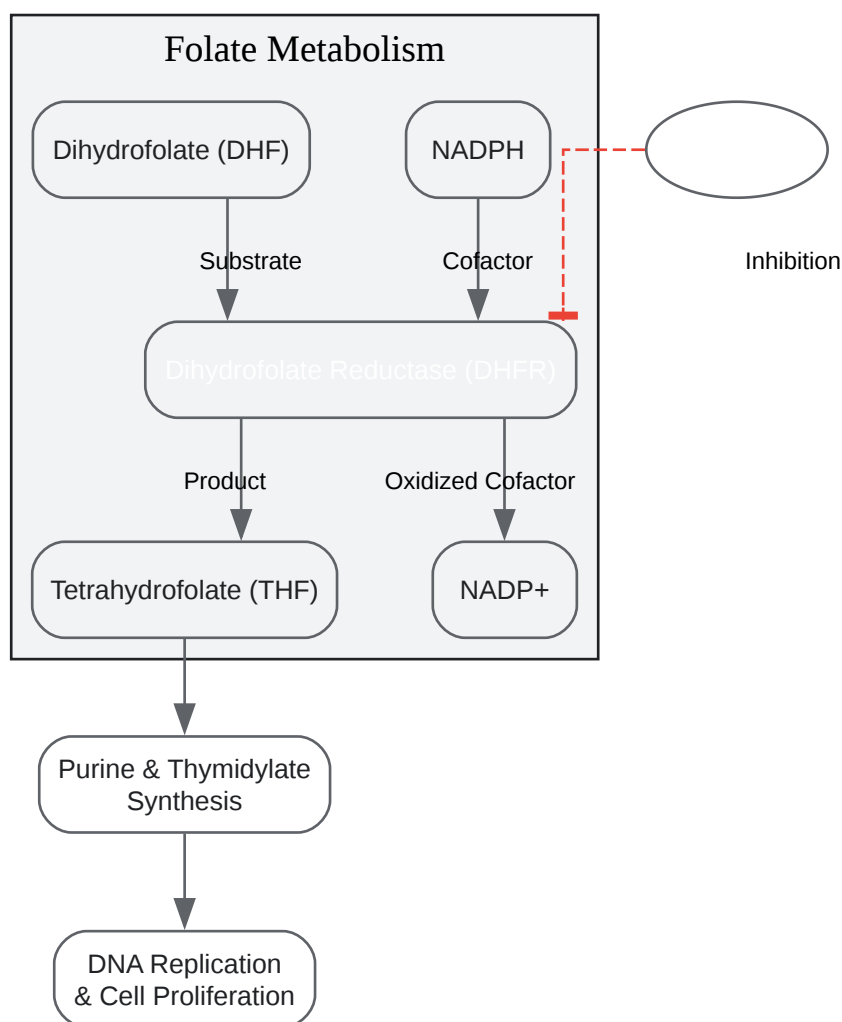 Folate Metabolism
Dihydrofolate (DHF)
NADPH
Substrate
Cofactor
Inhibition
Dihydrofolate Reductase (DHFR)
Product
Oxidized Cofactor
Tetrahydrofolate (THF)
NADP+
Purine & Thymidylate
Synthesis
DNA Replication
& Cell Proliferation